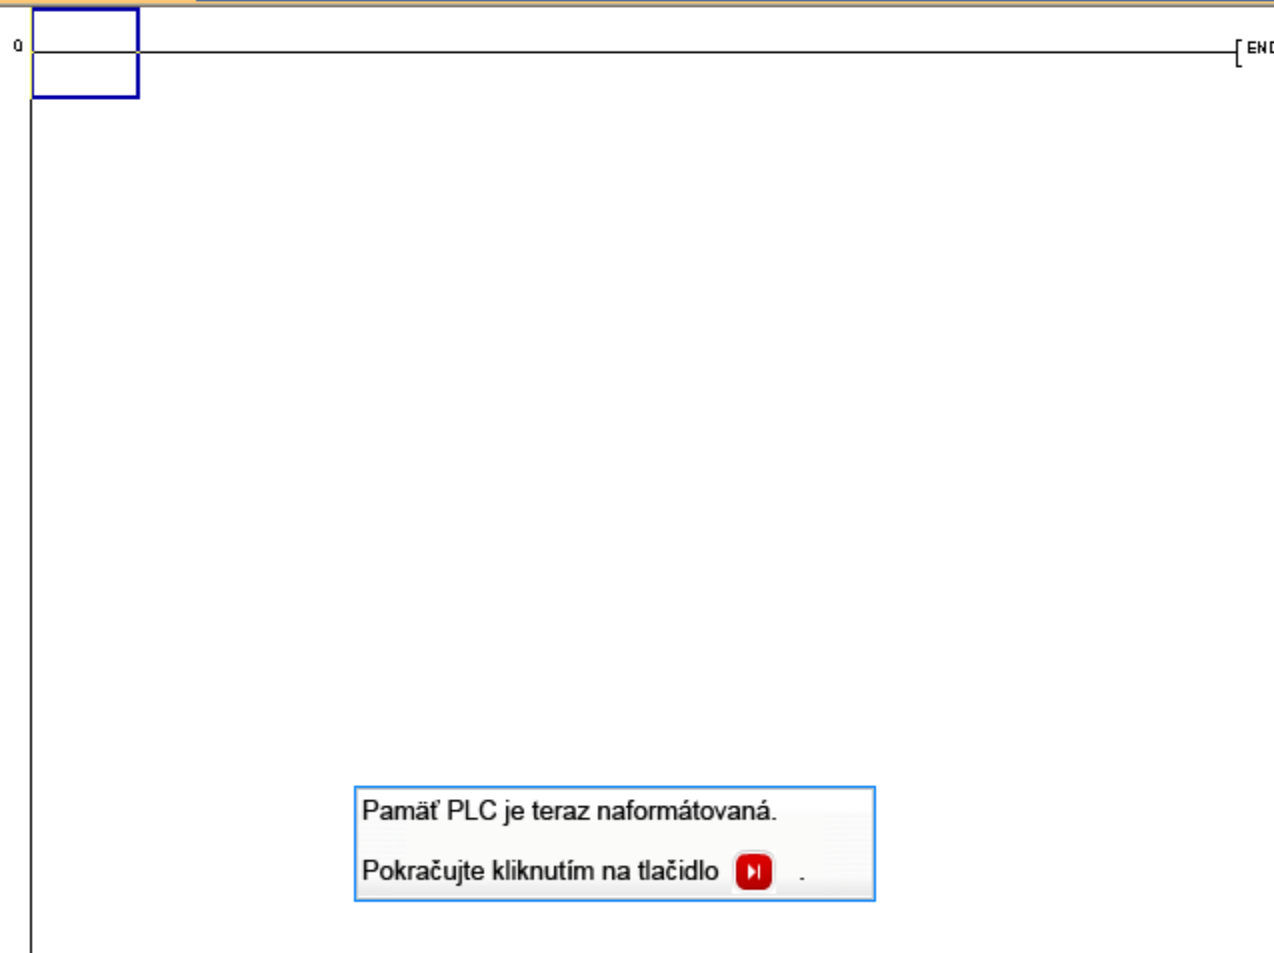 0
END
Pamäť PLC je teraz naformátovaná.
Pokračujte kliknutím na tlačidlo .